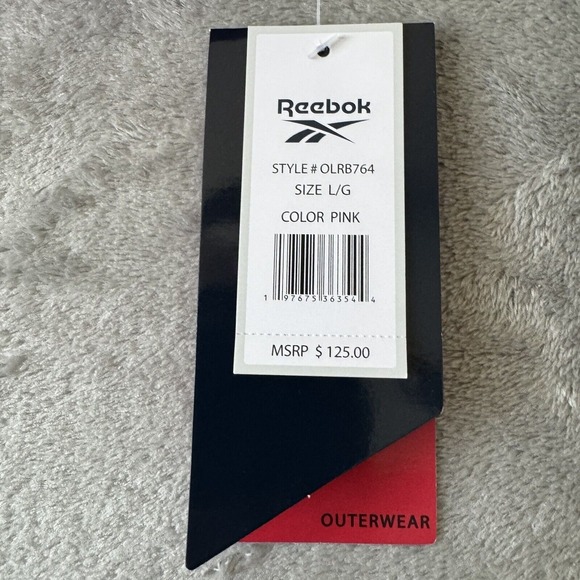 Reebok
STYLE # OLRB764
SIZE L/G
COLOR PINK
1 97675 36354 4
MSRP $ 125.00
OUTERWEAR